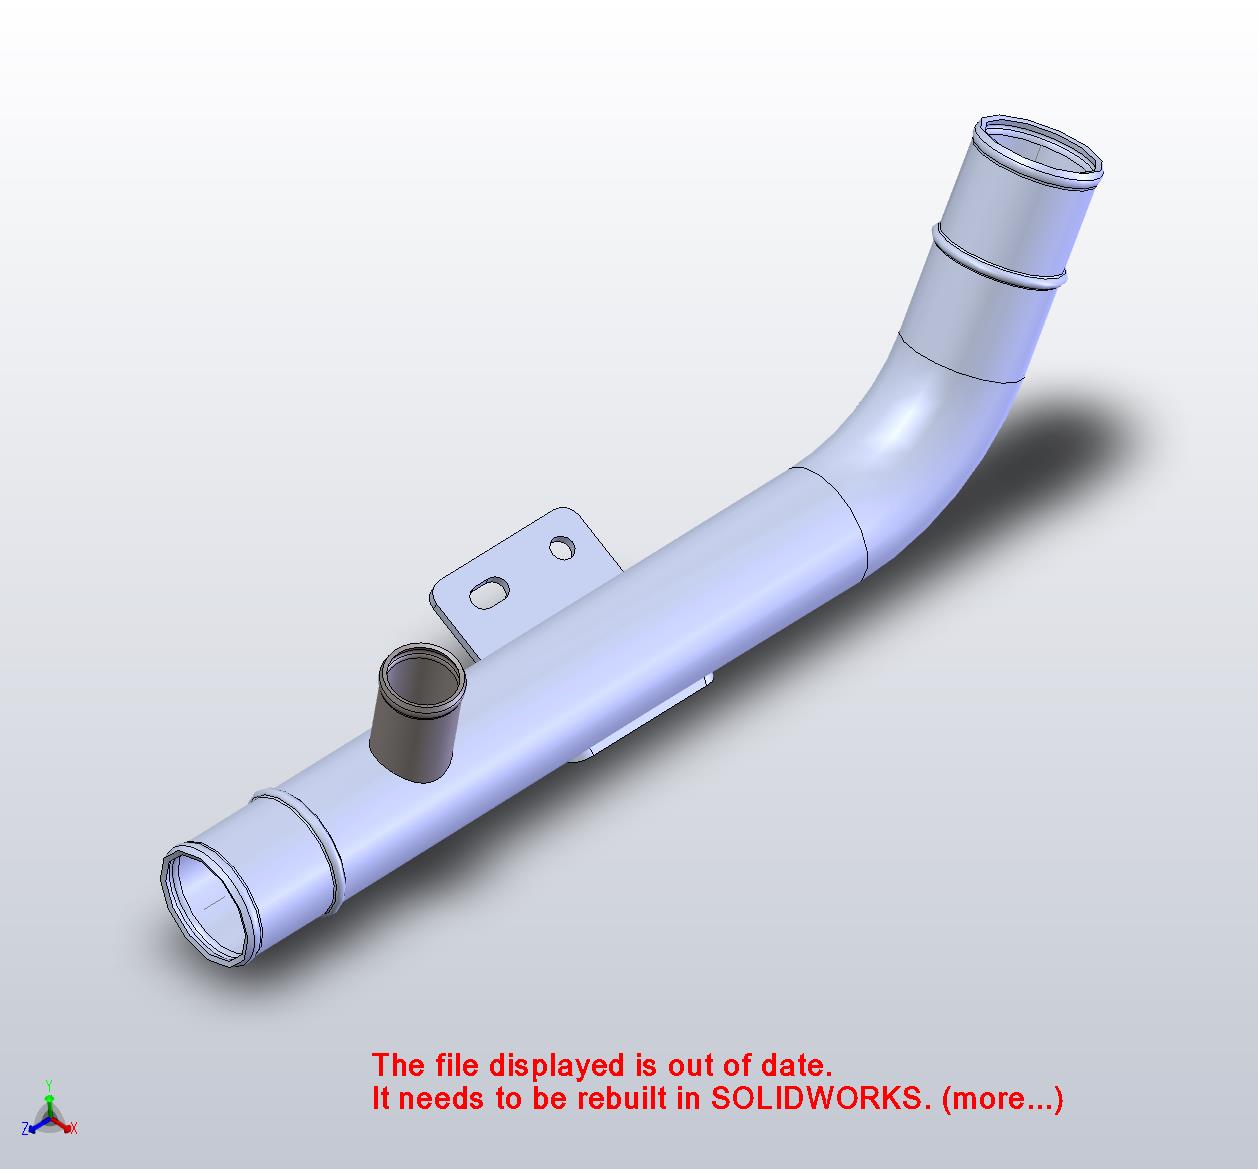 The file displayed is out of date.
It needs to be rebuilt in SOLIDWORKS. (more...)
Y
Z X